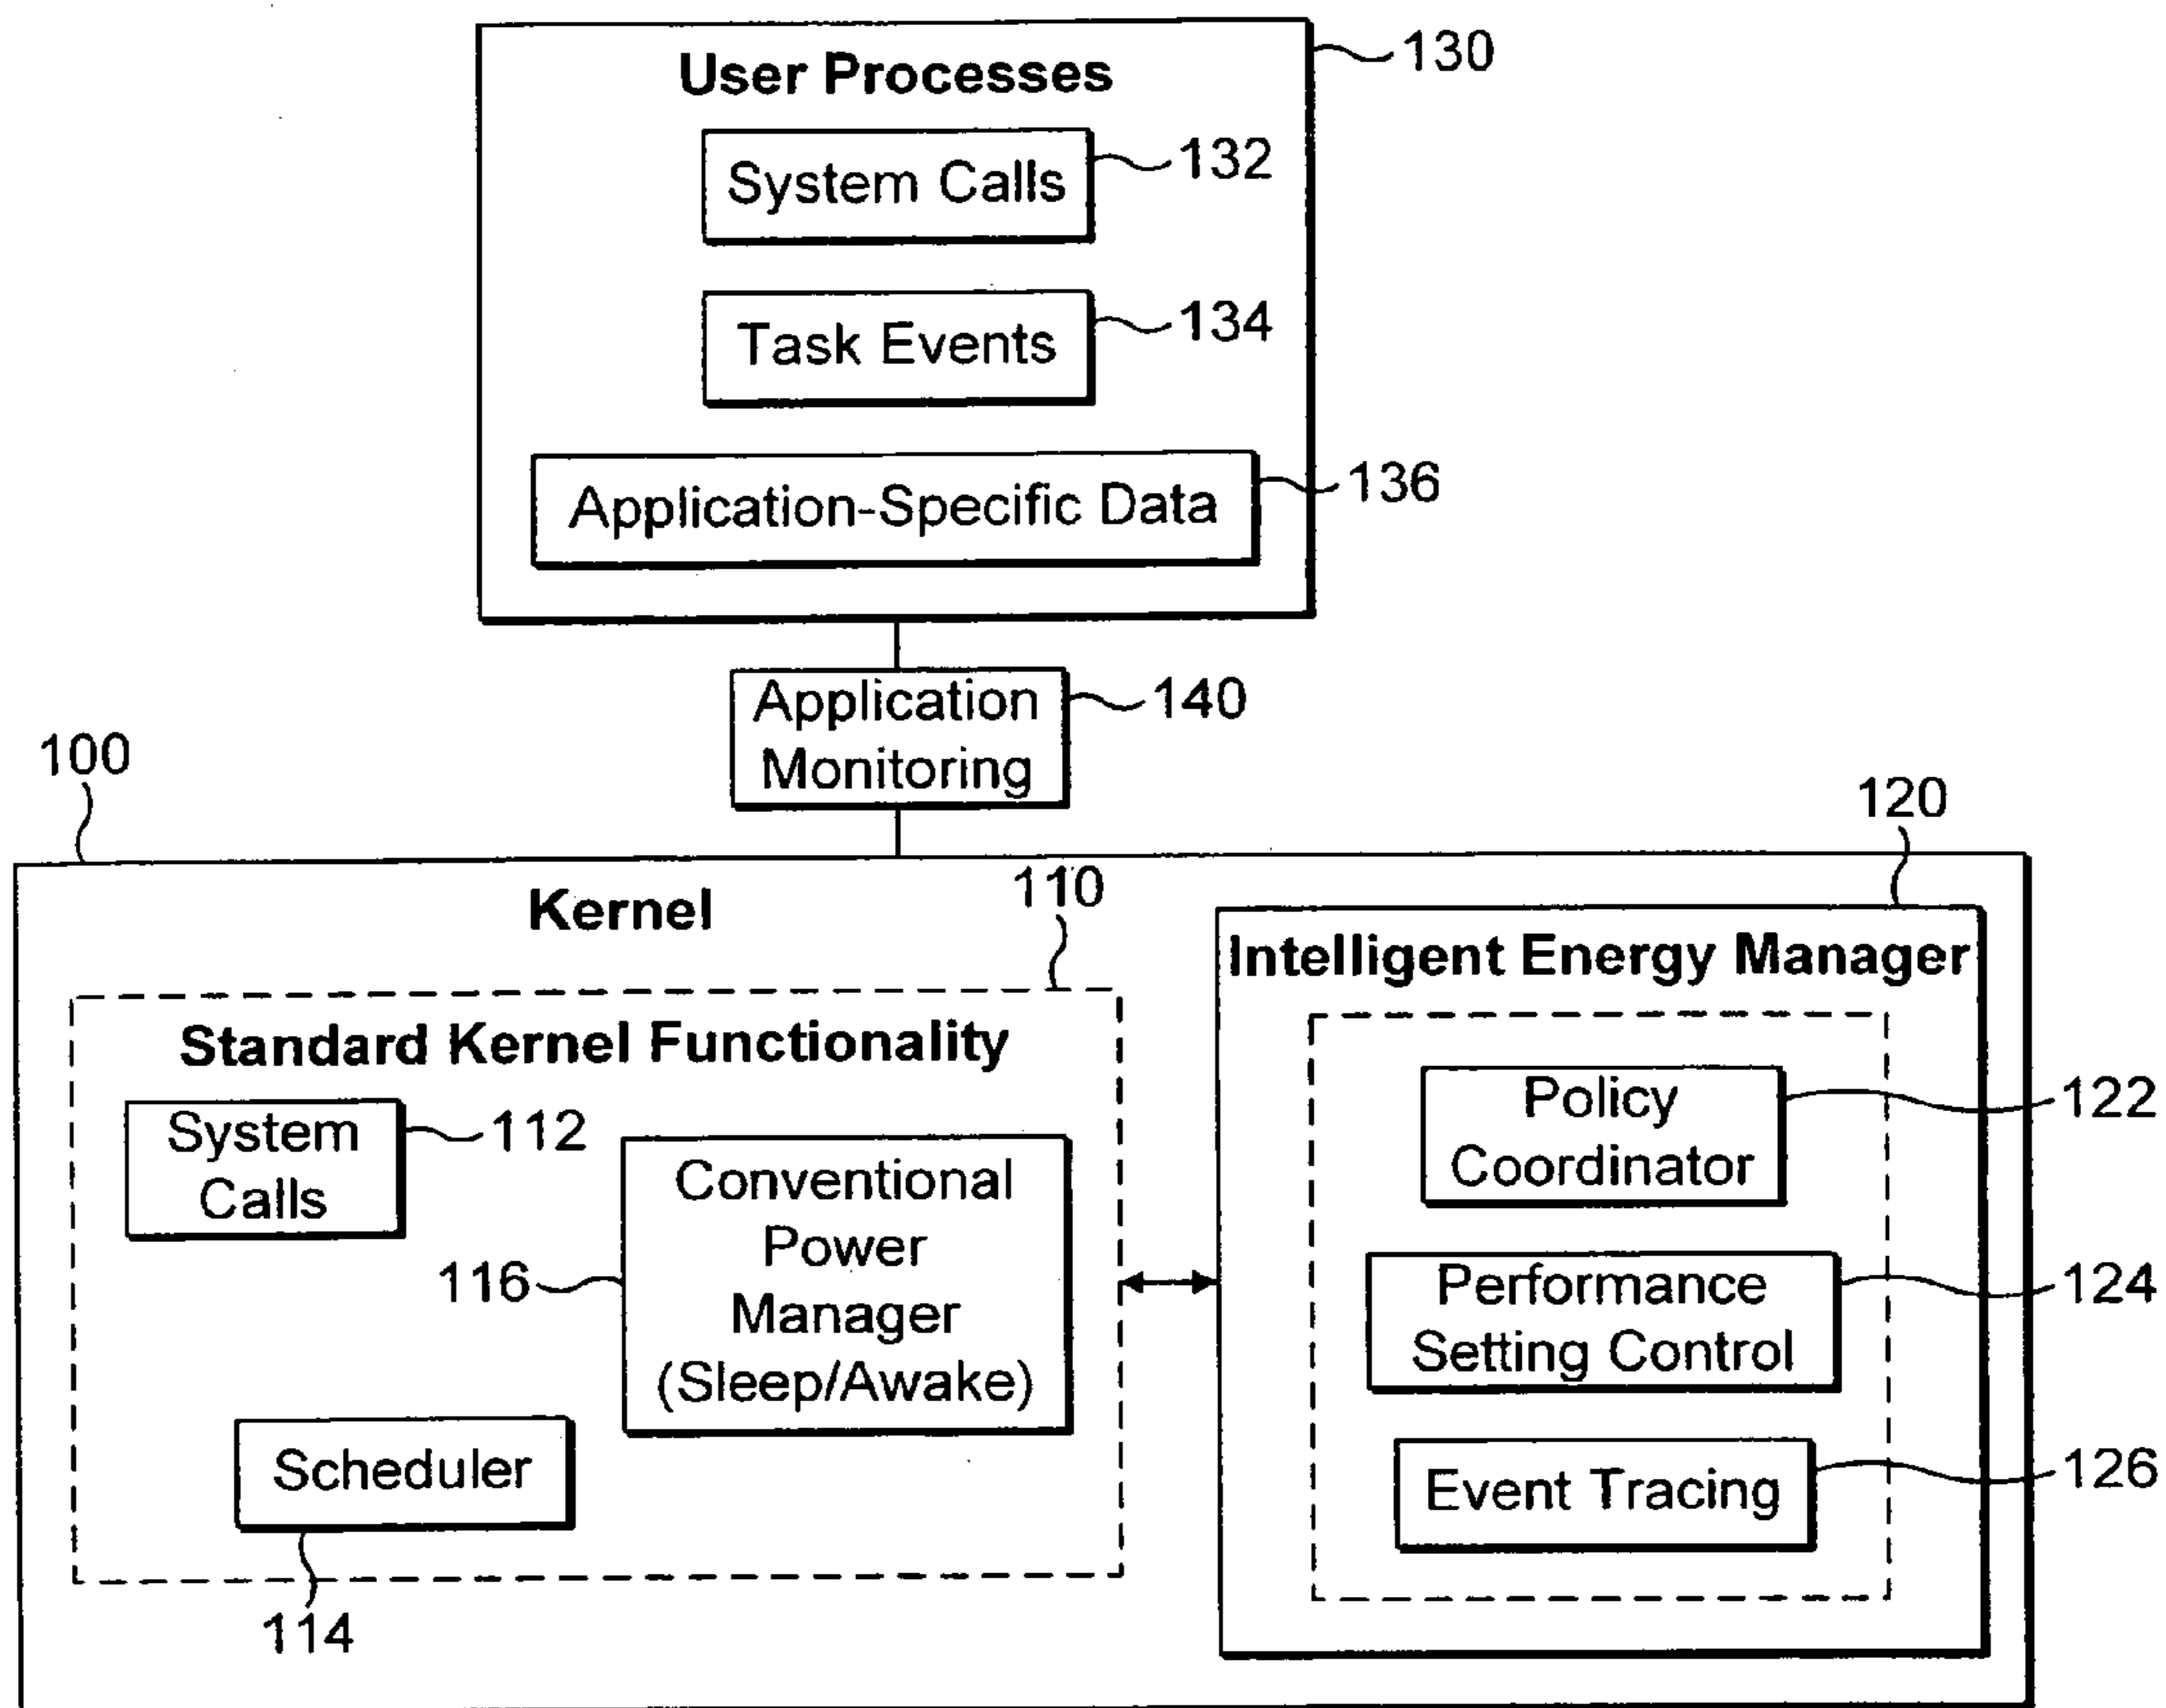 User Processes
130
System Calls
132
Task Events
134
Application-Specific Data
136
Application
Monitoring
140
100
120
Kernel
110
Intelligent Energy Manager
Standard Kernel Functionality
System
Calls
112
Conventional
Power
Manager
(Sleep/Awake)
116
Scheduler
114
Policy
Coordinator
122
Performance
Setting Control
124
Event Tracing
126